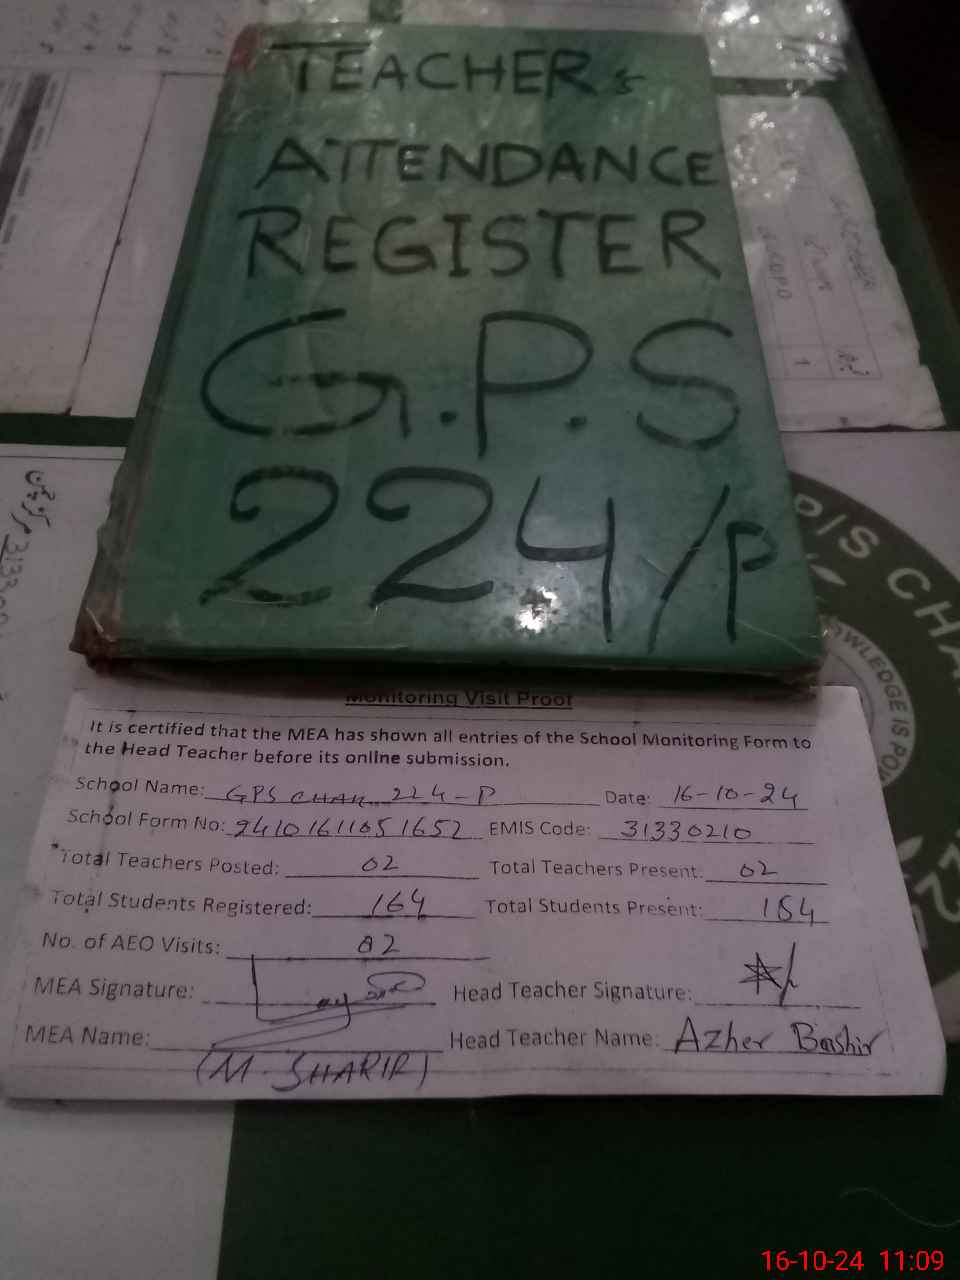 TEACHER's
ATTENDANCE
REGISTER
G.P.S
224/P
Monitoring Visit Proof
It is certified that the MEA has shown all entries of the School Monitoring Form to
the Head Teacher before its online submission.
School Name: GPS CHAK 224-P Date: 16-10-24
School Form No: 2410161105 1652 EMIS Code: 31330210
Total Teachers Posted: 02 Total Teachers Present: 02
Total Students Registered: 164 Total Students Present: 154
No. of AEO Visits: 02
MEA Signature: Head Teacher Signature:
MEA Name: Head Teacher Name: Azher Bashir
(M. SHARIF)
16-10-24 11:09